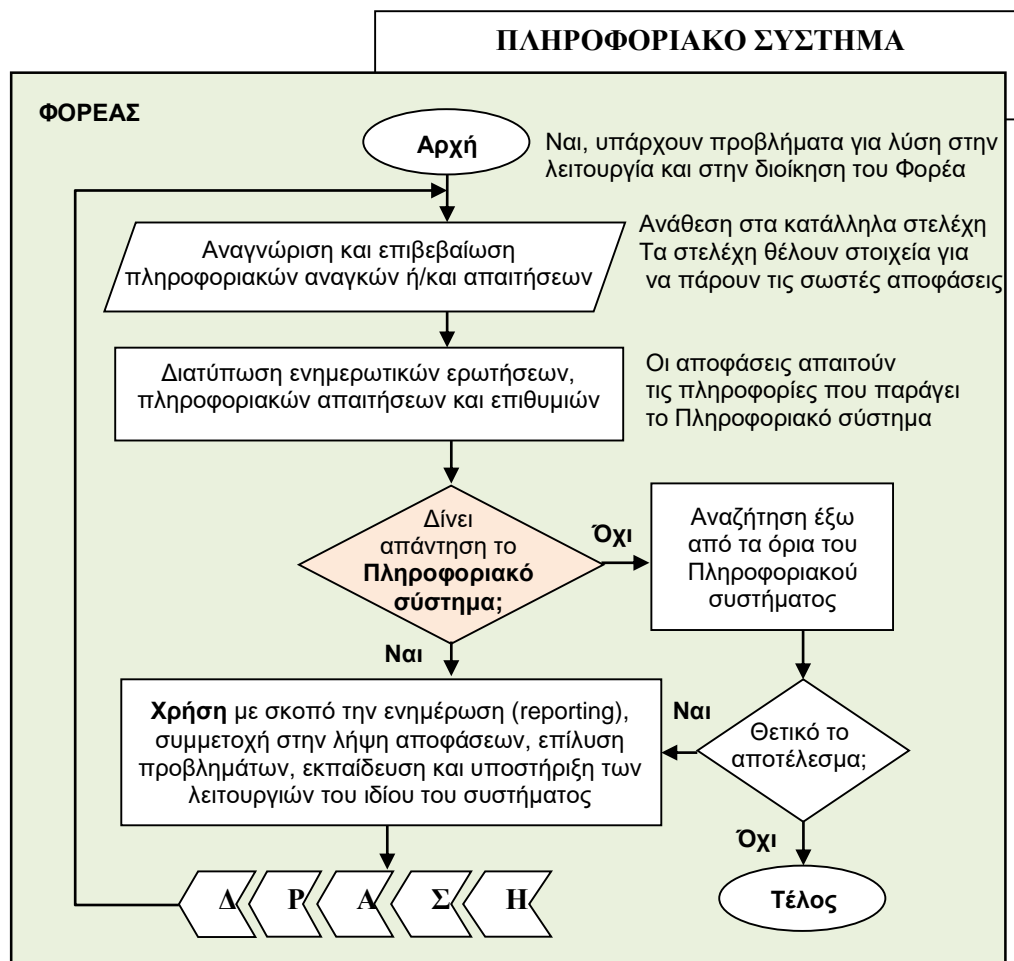 ΠΛΗΡΟΦΟΡΙΑΚΟ ΣΥΣΤΗΜΑ
ΦΟΡΕΑΣ
Αρχή
Ναι, υπάρχουν προβλήματα για λύση στην
λειτουργία και στην διοίκηση του Φορέα
Αναγνώριση και επιβεβαίωση
πληροφοριακών αναγκών ή/και απαιτήσεων
Ανάθεση στα κατάλληλα στελέχη
Τα στελέχη θέλουν στοιχεία για
να πάρουν τις σωστές αποφάσεις
Διατύπωση ενημερωτικών ερωτήσεων,
πληροφοριακών απαιτήσεων και επιθυμιών
Οι αποφάσεις απαιτούν
τις πληροφορίες που παράγει
το Πληροφοριακό σύστημα
Δίνει
απάντηση το
Πληροφοριακό
σύστημα;
Όχι
Αναζήτηση έξω
από τα όρια του
Πληροφοριακού
συστήματος
Ναι
Χρήση με σκοπό την ενημέρωση (reporting),
συμμετοχή στην λήψη αποφάσεων, επίλυση
προβλημάτων, εκπαίδευση και υποστήριξη των
λειτουργιών του ιδίου του συστήματος
Ναι
Θετικό το
αποτέλεσμα;
Όχι
Τέλος
Δ Ρ Α Σ Η